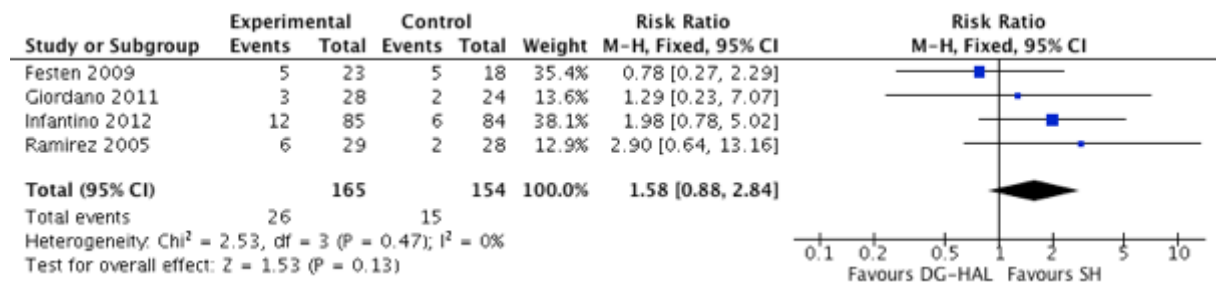 Experimental Control Risk Ratio Risk Ratio
Study or Subgroup Events Total Events Total Weight M-H, Fixed, 95% CI M-H, Fixed, 95% CI
Festen 2009 5 23 5 18 35.4% 0.78 [0.27, 2.29]
Giordano 2011 3 28 2 24 13.6% 1.29 [0.23, 7.07]
Infantino 2012 12 85 6 84 38.1% 1.98 [0.78, 5.02]
Ramirez 2005 6 29 2 28 12.9% 2.90 [0.64, 13.16]
Total (95% CI) 165 154 100.0% 1.58 [0.88, 2.84]
Total events 26 15
Heterogeneity: Chi² = 2.53, df = 3 (P = 0.47); I² = 0%
Test for overall effect: Z = 1.53 (P = 0.13)
0.1 0.2 0.5 1 2 5 10
Favours DG-HAL Favours SH